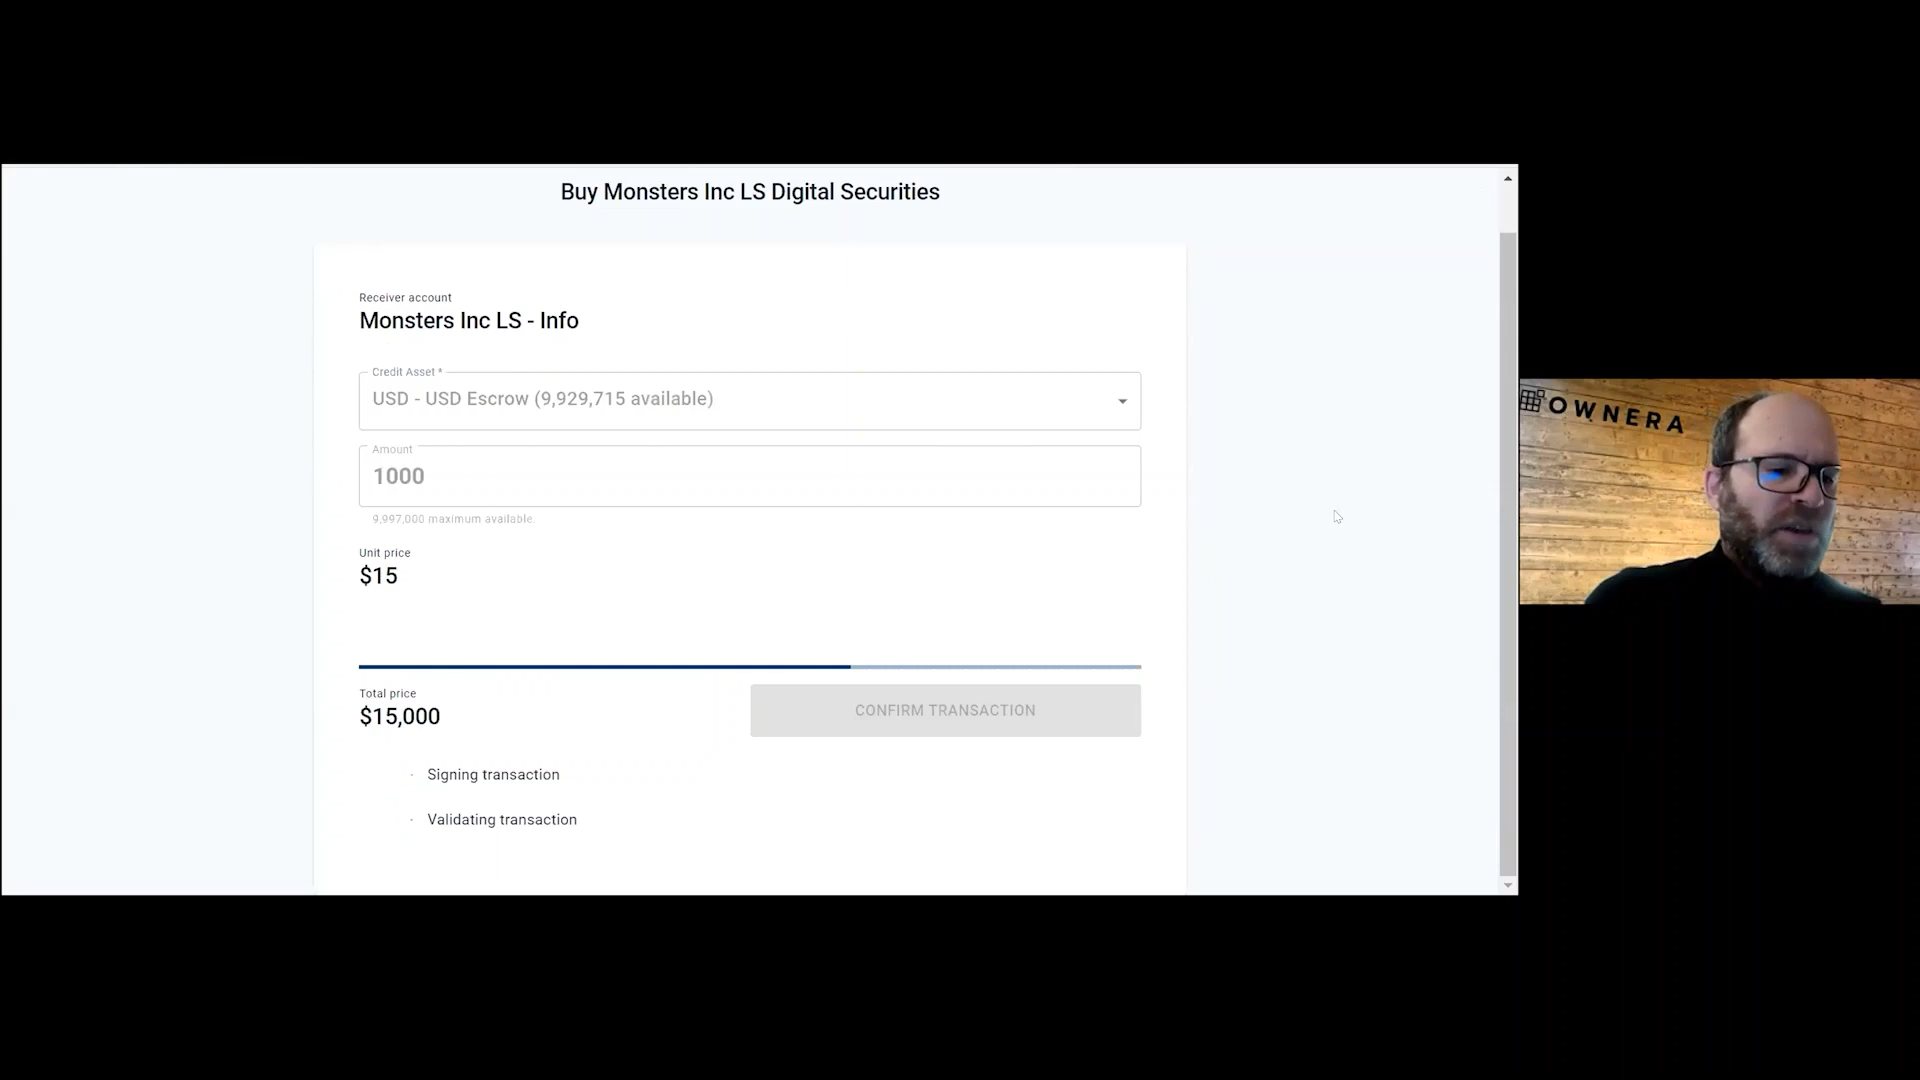 Buy Monsters Inc LS Digital Securities
Receiver account
Monsters Inc LS - Info
Credit Asset *
USD - USD Escrow (9,929,715 available)
Amount
1000
9,997,000 maximum available.
Unit price
$15
Total price
$15,000
CONFIRM TRANSACTION
- Signing transaction
- Validating transaction
OWNERA